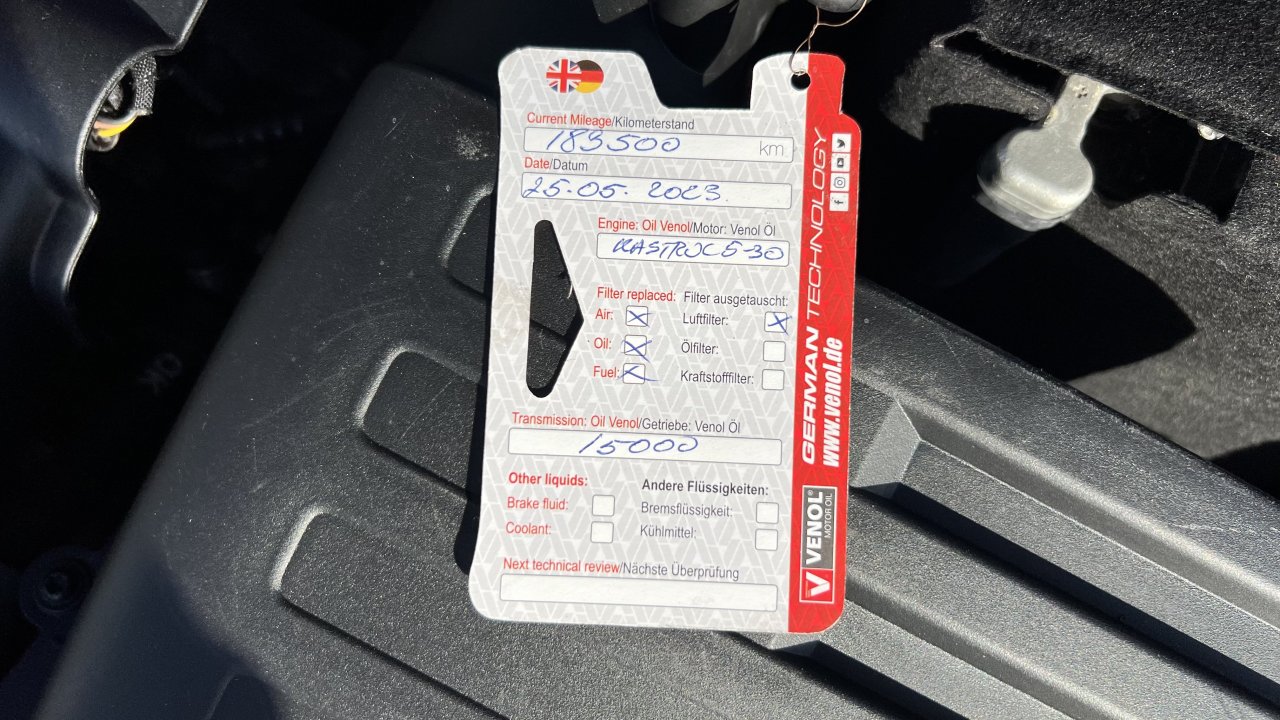 Current Mileage/Kilometerstand
183500 km
Date/Datum
25.05. 2023.
Engine: Oil Venol/Motor: Venol Öl
KASTROL 5-30
Filter replaced: Filter ausgetauscht:
Air: Luftfilter:
Oil: Ölfilter:
Fuel: Kraftstofffilter:
Transmission: Oil Venol/Getriebe: Venol Öl
15000
Other liquids: Andere Flüssigkeiten:
Brake fluid: Bremsflüssigkeit:
Coolant: Kühlmittel:
Next technical review/Nächste Überprüfung
GERMAN TECHNOLOGY
www.venol.de
VENOL®
MOTOR OIL